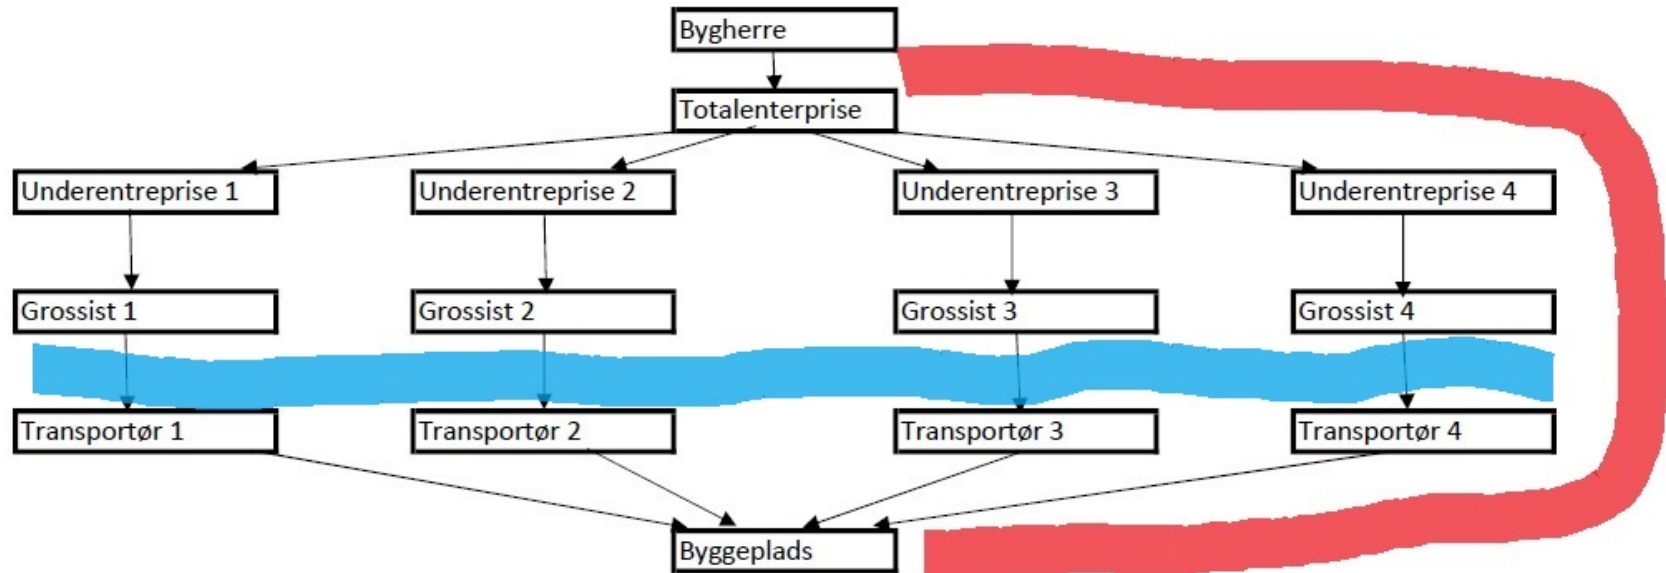 Bygherre
Totalenterprise
Underentreprise 1
Underentreprise 2
Underentreprise 3
Underentreprise 4
Grossist 1
Grossist 2
Grossist 3
Grossist 4
Transportør 1
Transportør 2
Transportør 3
Transportør 4
Byggeplads